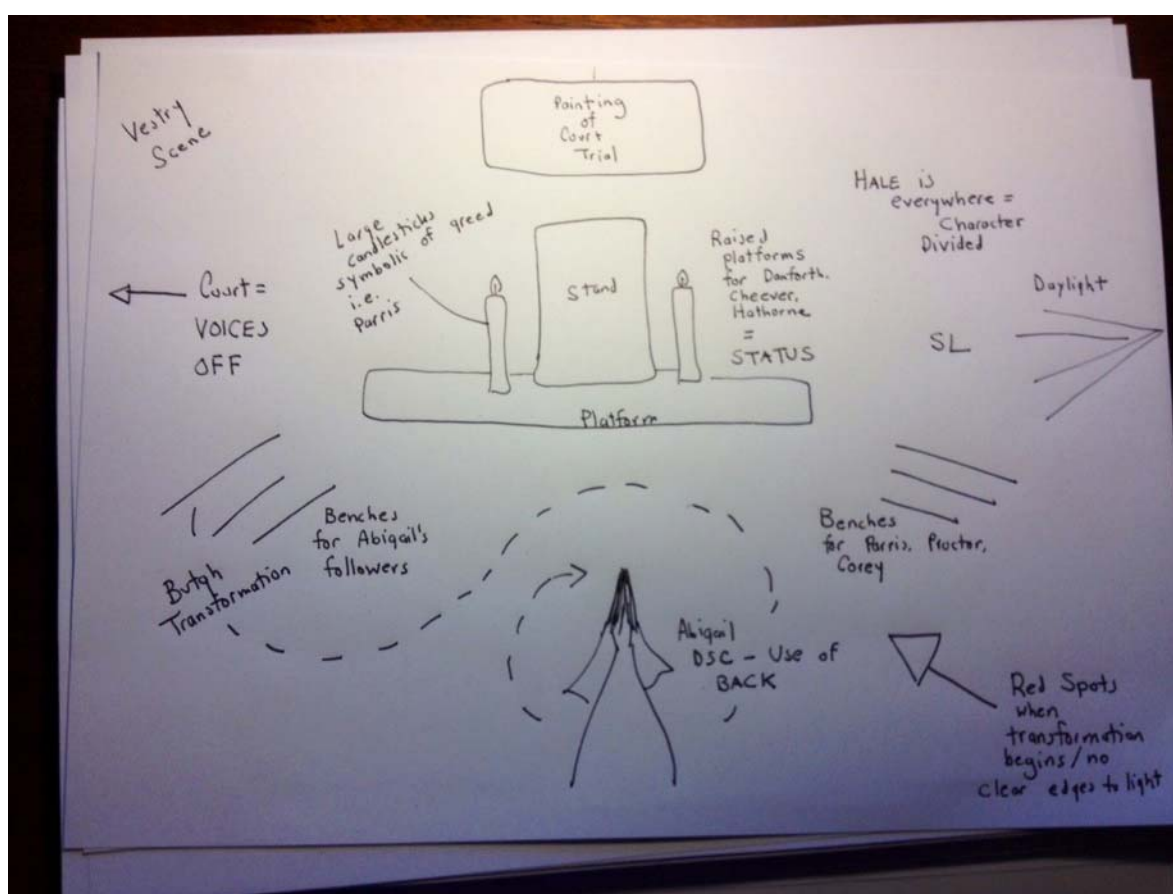 Vestry
Scene
Painting
of
Court
Trial
HALE is
everywhere =
Character
Divided
Large
candlesticks
symbolic of greed
i.e.
Parris
Stand
Raised
platforms
for Danforth.
Cheever,
Hathorne
=
STATUS
Daylight
Court =
VOICES
OFF
SL
Platform
Benches
for Abigail's
followers
Benches
for Parris, Proctor,
Corey
Butoh
Transformation
Abigail
DSC - Use of
BACK
Red Spots
when
transformation
begins/no
clear edges to light